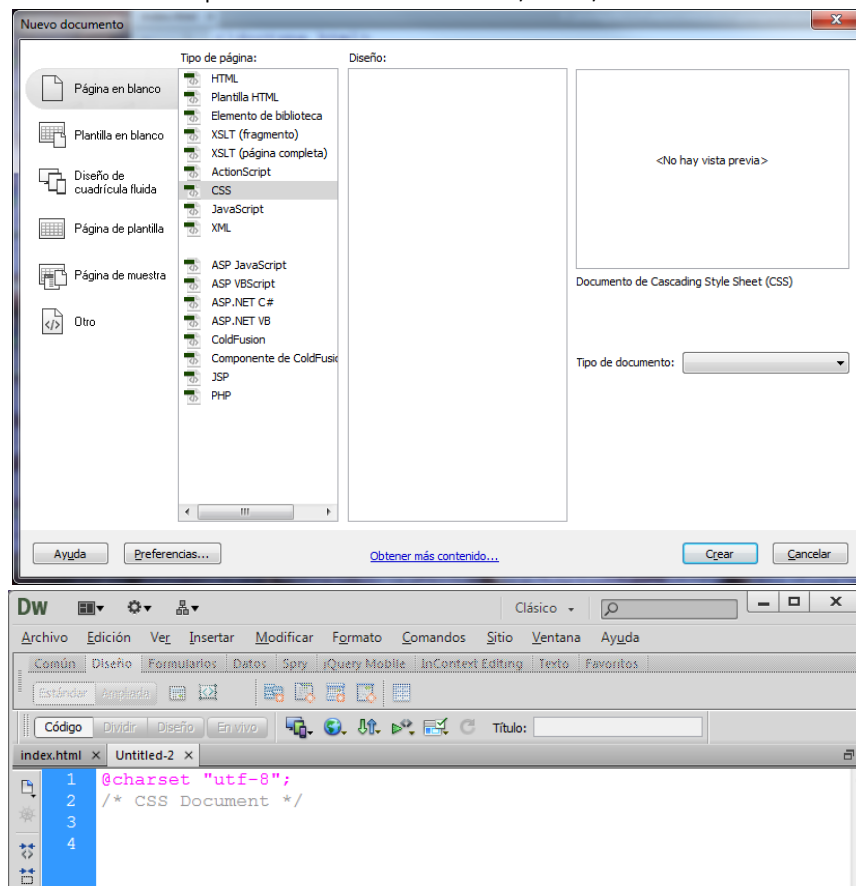 Nuevo documento
Tipo de página:
Diseño:
Página en blanco
Plantilla en blanco
Diseño de
cuadrícula fluida
Página de plantilla
Página de muestra
Otro
HTML
Plantilla HTML
Elemento de biblioteca
XSLT (fragmento)
XSLT (página completa)
ActionScript
CSS
JavaScript
XML
ASP JavaScript
ASP VBScript
ASP.NET C#
ASP.NET VB
ColdFusion
Componente de ColdFusi
JSP
PHP
<No hay vista previa>
Documento de Cascading Style Sheet (CSS)
Tipo de documento:
Ayuda Preferencias... Obtener más contenido... Crear Cancelar
Dw Clásico
Archivo Edición Ver Insertar Modificar Formato Comandos Sitio Ventana Ayuda
Común Diseño Formularios Datos Spry jQuery Mobile InContext Editing Texto Favoritos
Estándar Ampliada
Código Dividir Diseño En vivo Título:
index.html Untitled-2
1 @charset "utf-8";
2 /* CSS Document */
3
4